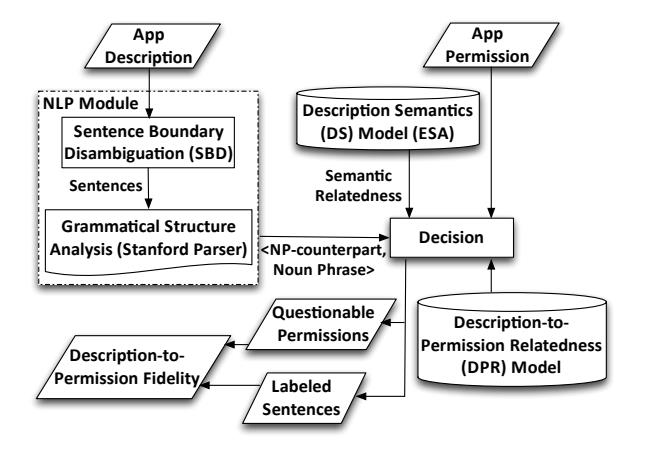 App
Description
App
Permission
NLP Module
Sentence Boundary
Disambiguation (SBD)
Sentences
Grammatical Structure
Analysis (Stanford Parser)
Description Semantics
(DS) Model (ESA)
Semantic
Relatedness
<NP-counterpart,
Noun Phrase>
Decision
Questionable
Permissions
Description-to-
Permission Fidelity
Labeled
Sentences
Description-to-
Permission Relatedness
(DPR) Model